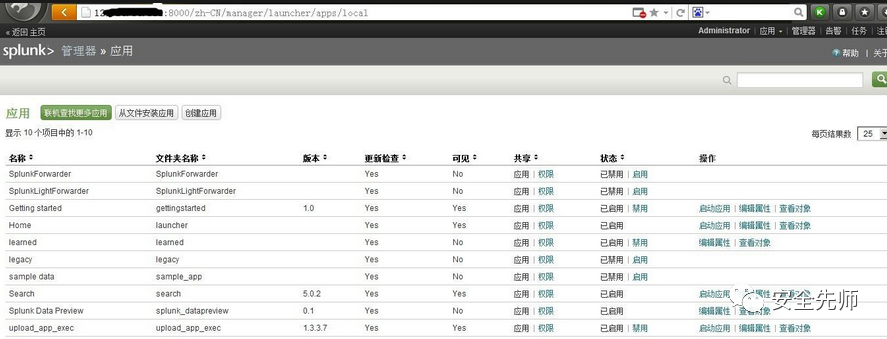 :8000/zh-CN/manager/launcher/apps/local
« 返回 主页 Administrator | 应用 | 管理器 | 告警 | 任务 |
splunk> 管理器 » 应用 帮助 | 关于
应用 联机查找更多应用 从文件安装应用 创建应用
显示 10 个项目中的 1-10 每页结果数 25
名称 文件夹名称 版本 更新检查 可见 共享 状态 操作
SplunkForwarder SplunkForwarder Yes No 应用 | 权限 已禁用 | 启用
SplunkLightForwarder SplunkLightForwarder Yes No 应用 | 权限 已禁用 | 启用
Getting started gettingstarted 1.0 Yes Yes 应用 | 权限 已启用 | 禁用 启动应用 | 编辑属性 | 查看对象
Home launcher Yes Yes 应用 | 权限 已启用 启动应用 | 编辑属性 | 查看对象
learned learned Yes No 应用 | 权限 已启用 | 禁用 编辑属性 | 查看对象
legacy legacy Yes No 应用 | 权限 已禁用 | 启用
sample data sample_app Yes No 应用 | 权限 已禁用 | 启用
Search search 5.0.2 Yes Yes 应用 | 权限 已启用 启动应用 | 编辑属性 | 查看对象
Splunk Data Preview splunk_datapreview 0.1 Yes No 应用 | 权限 已启用 编辑属性 | 查看对象
upload_app_exec upload_app_exec 1.3.3.7 Yes Yes 应用 | 权限 已启用 | 禁用 启动应用 | 编辑属性 | 查看对象
安全先师